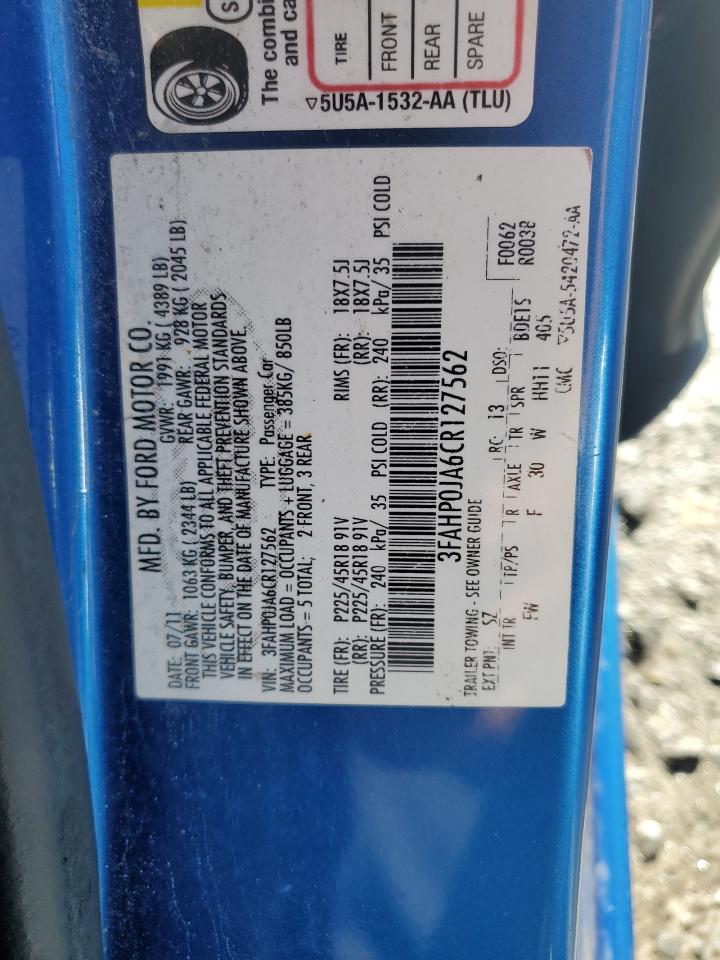 S
The combi
and ca
TIRE
FRONT
REAR
SPARE
5U5A-1532-AA (TLU)
MFD. BY FORD MOTOR CO.
DATE: 07/11 GVWR: 1991 KG ( 4389 LB)
FRONT GAWR: 1063 KG ( 2344 LB) REAR GAWR: 928 KG ( 2045 LB)
THIS VEHICLE CONFORMS TO ALL APPLICABLE FEDERAL MOTOR
VEHICLE SAFETY, BUMPER, AND THEFT PREVENTION STANDARDS
IN EFFECT ON THE DATE OF MANUFACTURE SHOWN ABOVE.
VIN: 3FAHP0JA6CR127562 TYPE: Passenger Car
MAXIMUM LOAD = OCCUPANTS + LUGGAGE = 385KG/ 850LB
OCCUPANTS = 5 TOTAL; 2 FRONT, 3 REAR
TIRE (FR): P225/45R18 91V RIMS (FR): 18X7.5J
(RR): P225/45R18 91V (RR): 18X7.5J
PRESSURE (FR): 240 kPa/ 35 PSI COLD (RR): 240 kPa/ 35 PSI COLD
3FAHP0JA6CR127562
TRAILER TOWING - SEE OWNER GUIDE F0062
EXT PNT: SZ RC: 13 DSO: R0038
INT TR TP/PS R AXLE TR SPR BDE1S
FW F 30 W HH11 4G5
CMC 5U5A-5420472-AA